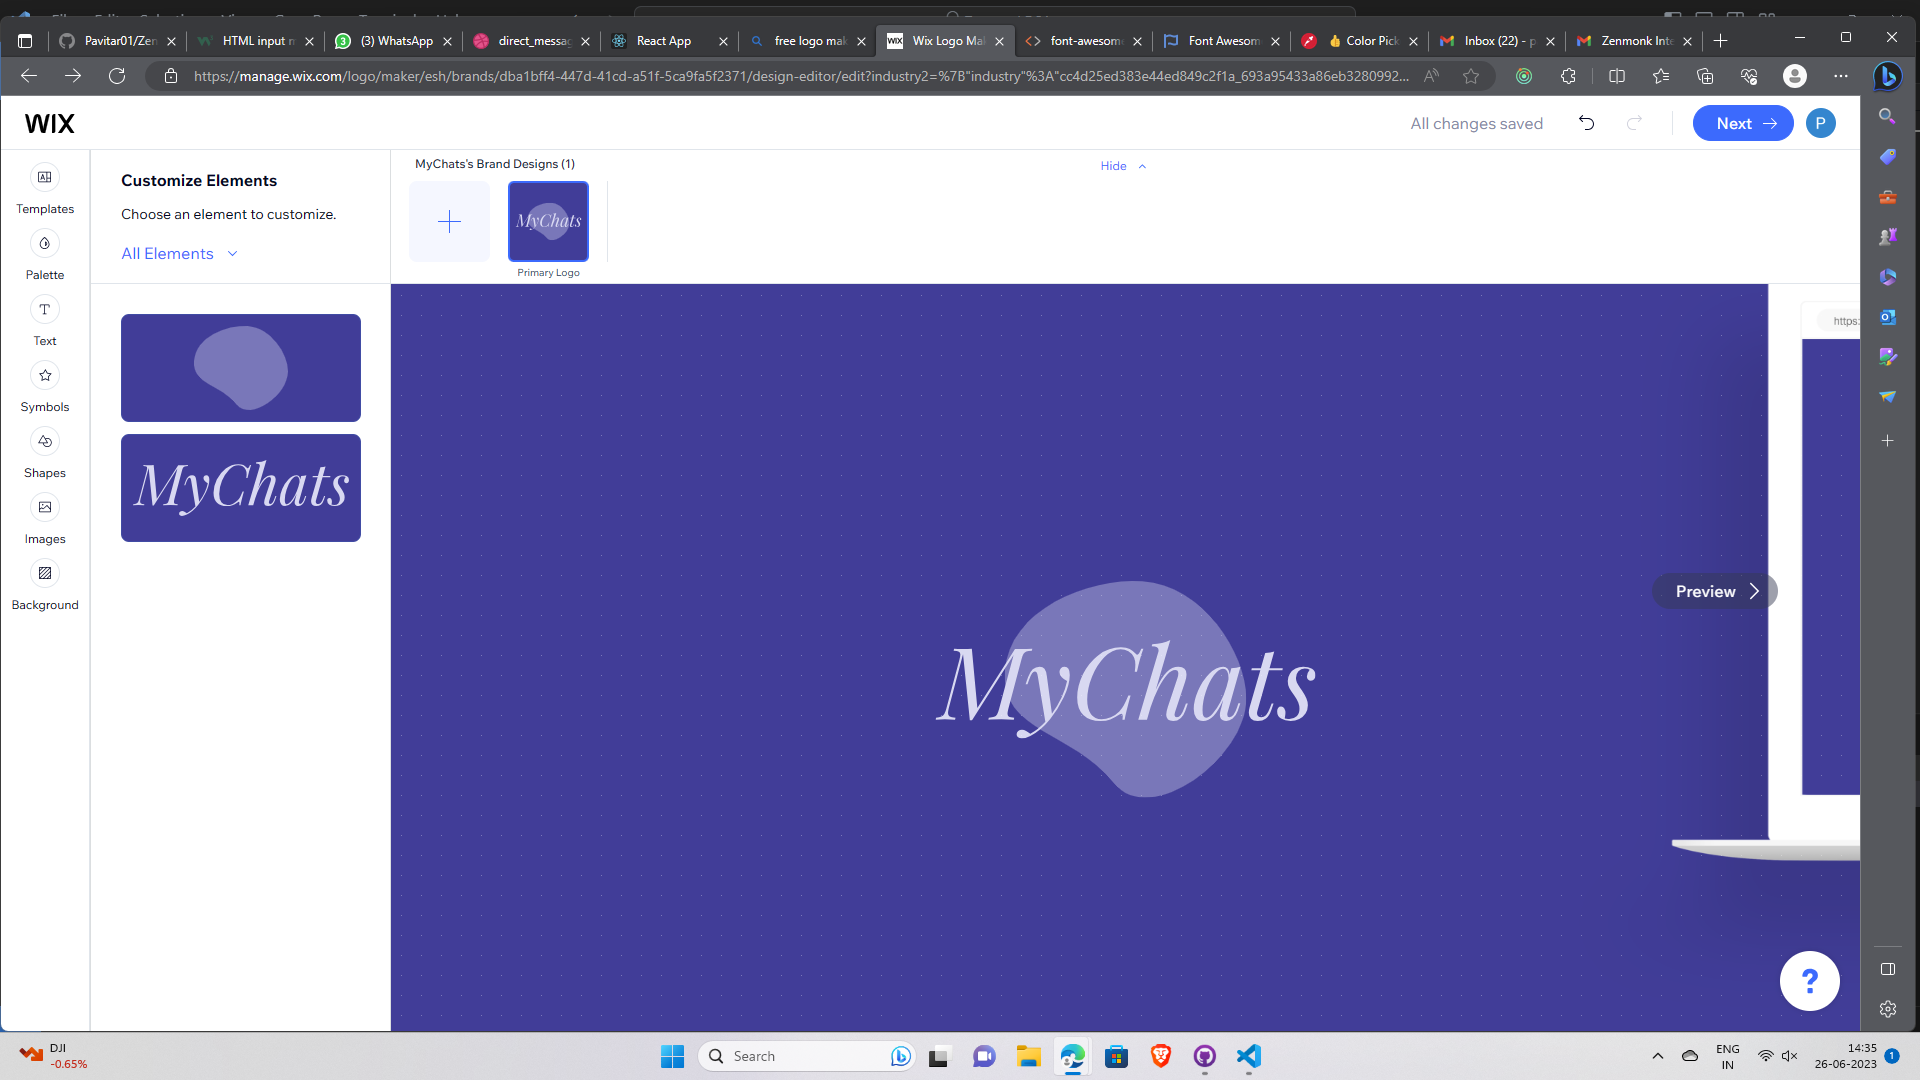 Pavitar01/Zen
HTML input
(3) WhatsApp
direct_messag
React App
free logo mak
Wix Logo Mak
font-awesome
Font Awesom
Color Pick
Inbox (22) - p
Zenmonk Inte
https://manage.wix.com/logo/maker/esh/brands/dba1bff4-447d-41cd-a51f-5ca9fa5f2371/design-editor/edit?industry2=%7B"industry"%3A"cc4d25ed383e44ed849c2f1a_693a95433a86eb3280992...
WIX
All changes saved
Next
P
Templates
Palette
Text
Symbols
Shapes
Images
Background
Customize Elements
Choose an element to customize.
All Elements
MyChats
MyChats's Brand Designs (1)
Hide
MyChats
Primary Logo
MyChats
Preview
https:
?
DJI
-0.65%
Search
ENG
IN
14:35
26-06-2023
1